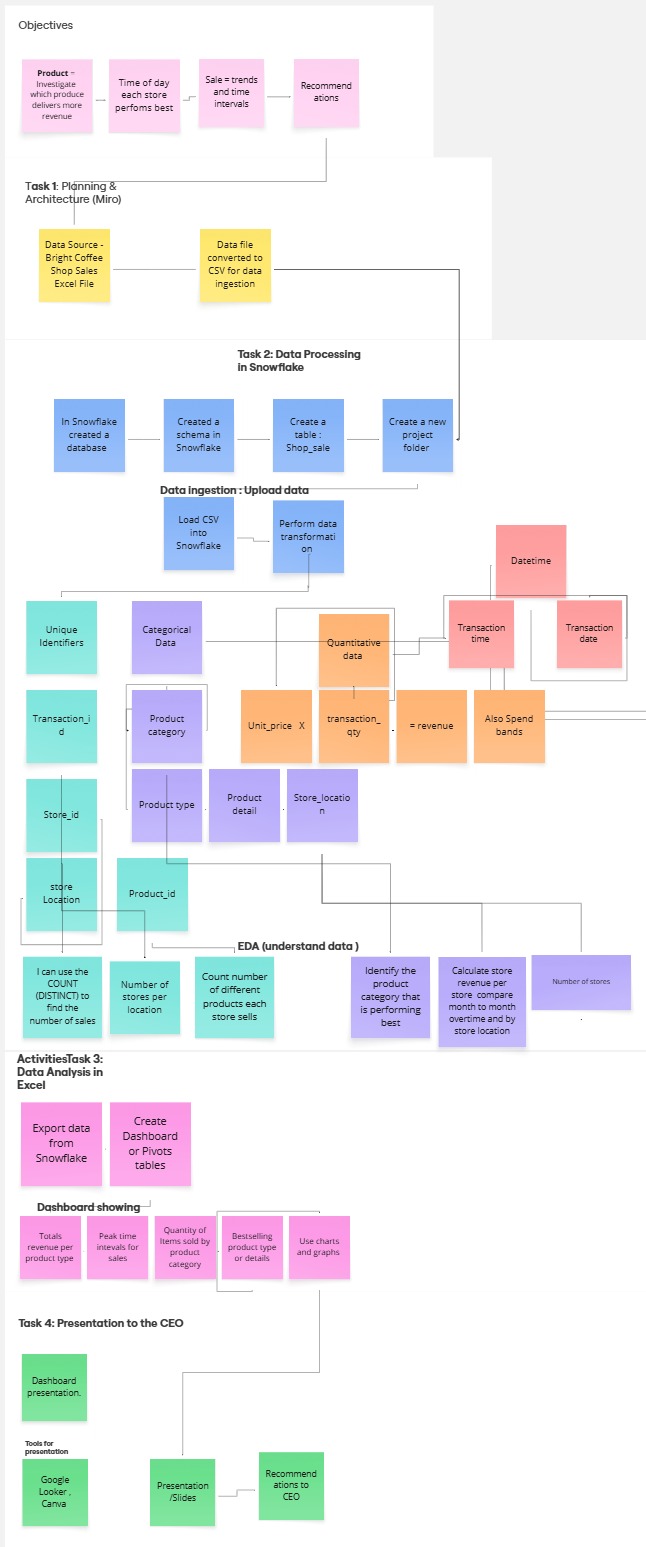 Objectives
Product =
Investigate
which produce
delivers more
revenue
Time of day
each store
perfoms best
Sale = trends
and time
intervals
Recommend
ations
Task 1: Planning &
Architecture (Miro)
Data Source -
Bright Coffee
Shop Sales
Excel File
Data file
converted to
CSV for data
ingestion
Task 2: Data Processing
in Snowflake
In Snowflake
created a
database
Created a
schema in
Snowflake
Create a
table :
Shop_sale
Create a new
project
folder
Data ingestion : Upload data
Load CSV
into
Snowflake
Perform data
transformati
on
Datetime
Unique
Identifiers
Categorical
Data
Quantitative
data
Transaction
time
Transaction
date
Transaction_i
d
Product
category
Unit_price X
transaction_
qty
= revenue
Also Spend
bands
Store_id
Product type
Product
detail
Store_locatio
n
store
Location
Product_id
EDA (understand data )
I can use the
COUNT
(DISTINCT) to
find the
number of sales
Number of
stores per
location
Count number
of different
products each
store sells
Identify the
product
category that
is performing
best
Calculate store
revenue per
store compare
month to month
overtime and by
store location
Number of stores
ActivitiesTask 3:
Data Analysis in
Excel
Export data
from
Snowflake
Create
Dashboard
or Pivots
tables
Dashboard showing
Totals
revenue per
product type
Peak time
intevals for
sales
Quantity of
Items sold by
product
category
Bestselling
product type
or details
Use charts
and graphs
Task 4: Presentation to the CEO
Dashboard
presentation.
Tools for
presentation
Google
Looker ,
Canva
Presentation
/Slides
Recommend
ations to
CEO